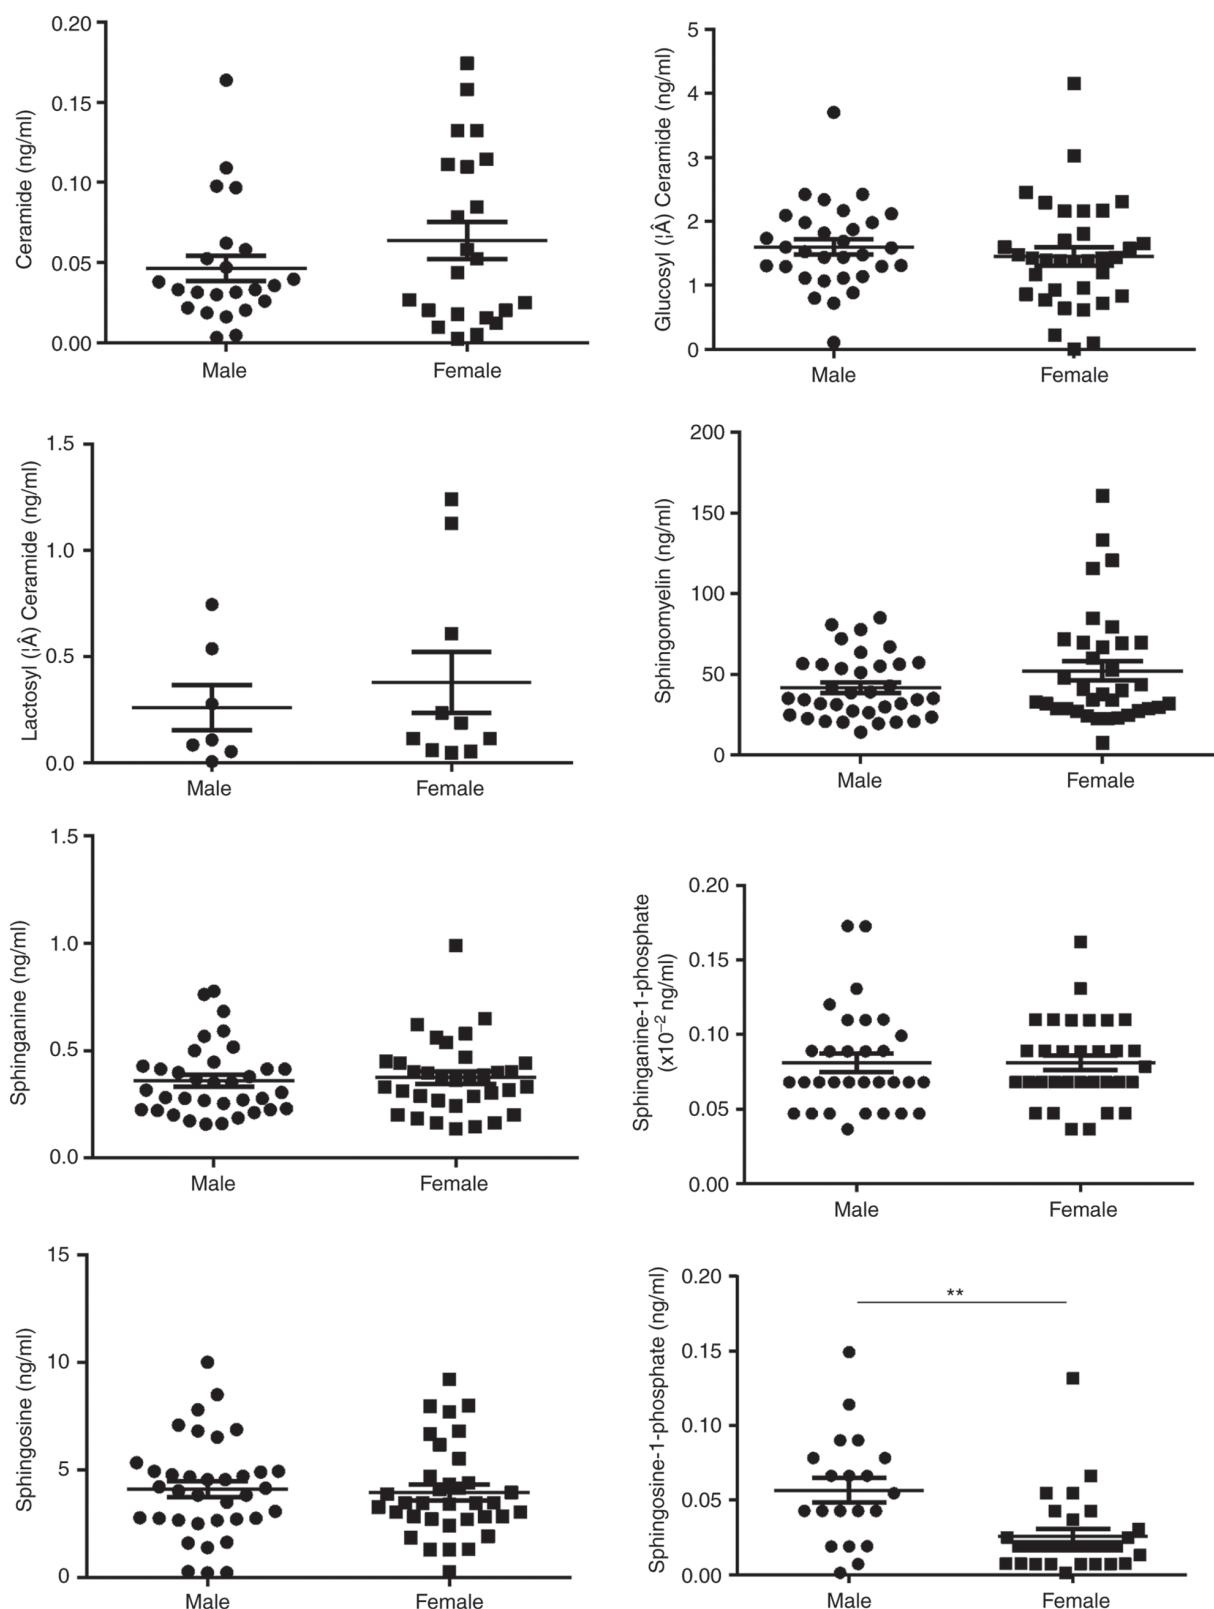 Ceramide (ng/ml)
0.20
0.15
0.10
0.05
0.00
Male
Female
Glucosyl (¦Â) Ceramide (ng/ml)
5
4
3
2
1
0
Male
Female
Lactosyl (¦Â) Ceramide (ng/ml)
1.5
1.0
0.5
0.0
Male
Female
Sphingomyelin (ng/ml)
200
150
100
50
0
Male
Female
Sphinganine (ng/ml)
1.5
1.0
0.5
0.0
Male
Female
Sphinganine-1-phosphate
(x10⁻² ng/ml)
0.20
0.15
0.10
0.05
0.00
Male
Female
Sphingosine (ng/ml)
15
10
5
0
Male
Female
Sphingosine-1-phosphate (ng/ml)
0.20
0.15
0.10
0.05
0.00
**
Male
Female